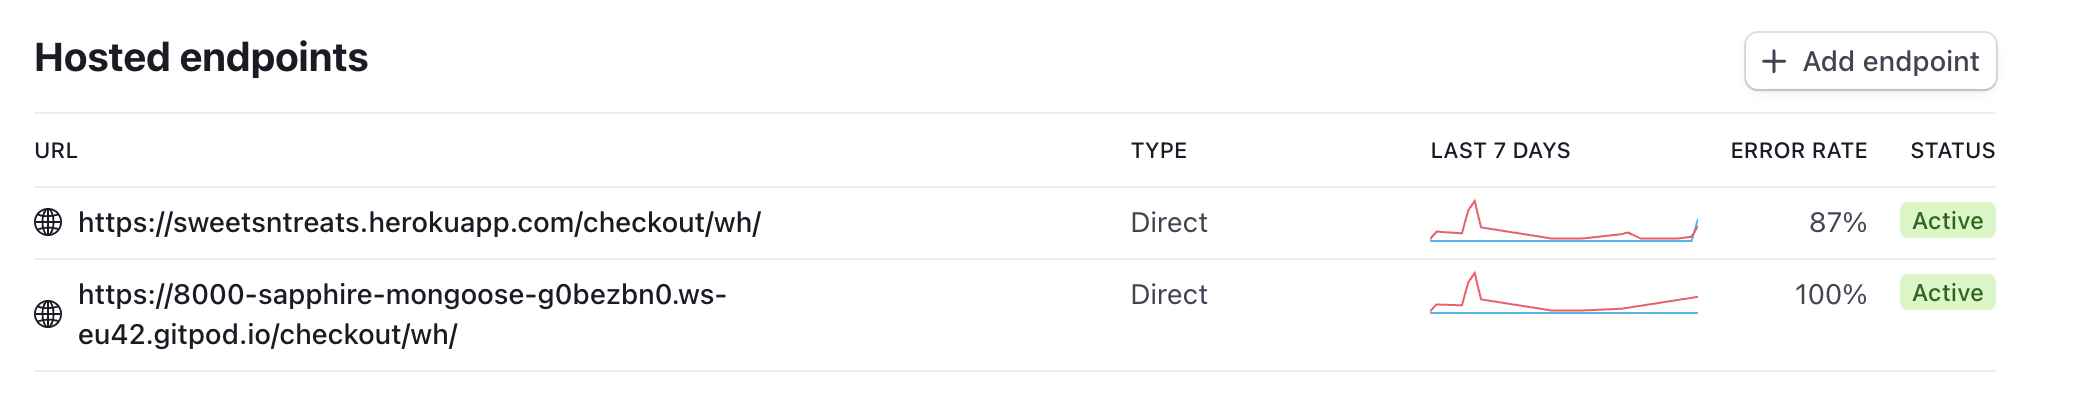 Hosted endpoints
Add endpoint
URL TYPE LAST 7 DAYS ERROR RATE STATUS
https://sweetsntreats.herokuapp.com/checkout/wh/ Direct 87% Active
https://8000-sapphire-mongoose-g0bezbn0.ws- Direct 100% Active
eu42.gitpod.io/checkout/wh/